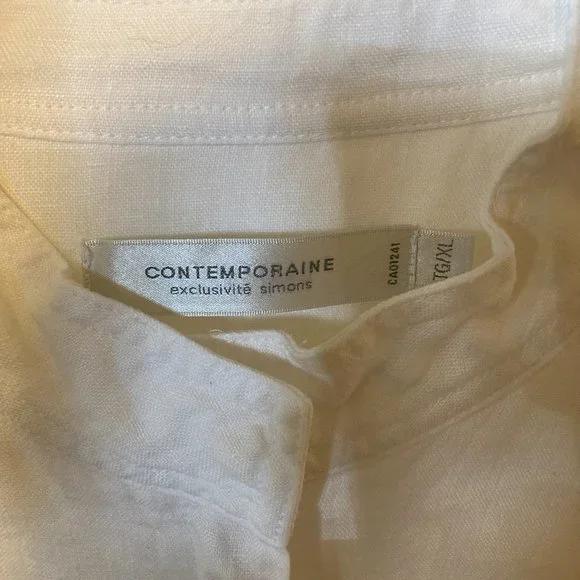 CONTEMPORAINE
exclusivité simons
CA01241
TG/XL